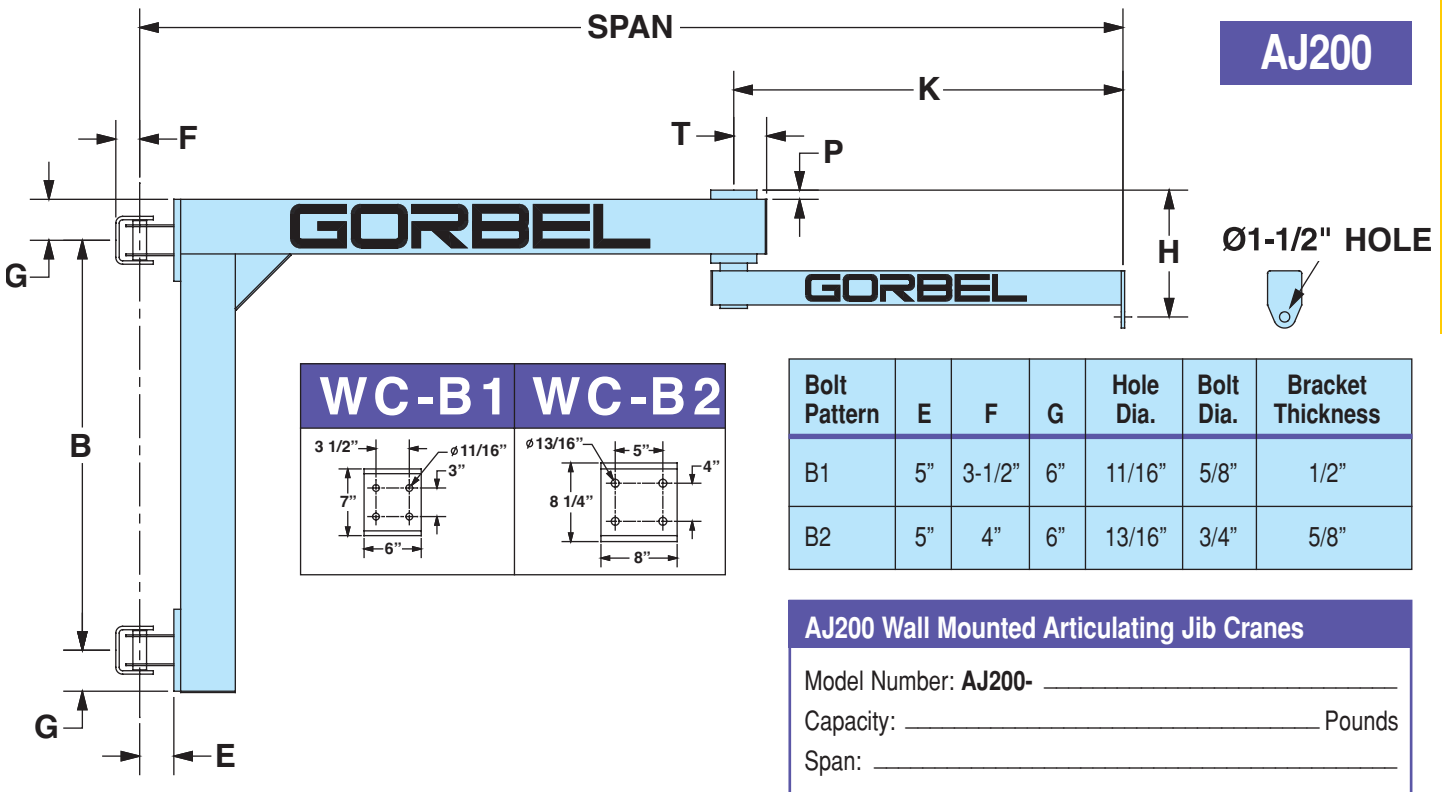 SPAN
AJ200
K
F
T
P
GORBEL
G
H
Ø1-1/2" HOLE
GORBEL
B
WC-B1 WC-B2
3 1/2”
ø11/16”
3”
7”
6”
ø13/16”
5”
4”
8 1/4”
8”
Bolt Pattern E F G Hole Dia. Bolt Dia. Bracket Thickness
B1 5” 3-1/2” 6” 11/16” 5/8” 1/2”
B2 5” 4” 6” 13/16” 3/4” 5/8”
AJ200 Wall Mounted Articulating Jib Cranes
Model Number: AJ200-
Capacity: Pounds
Span:
G
E